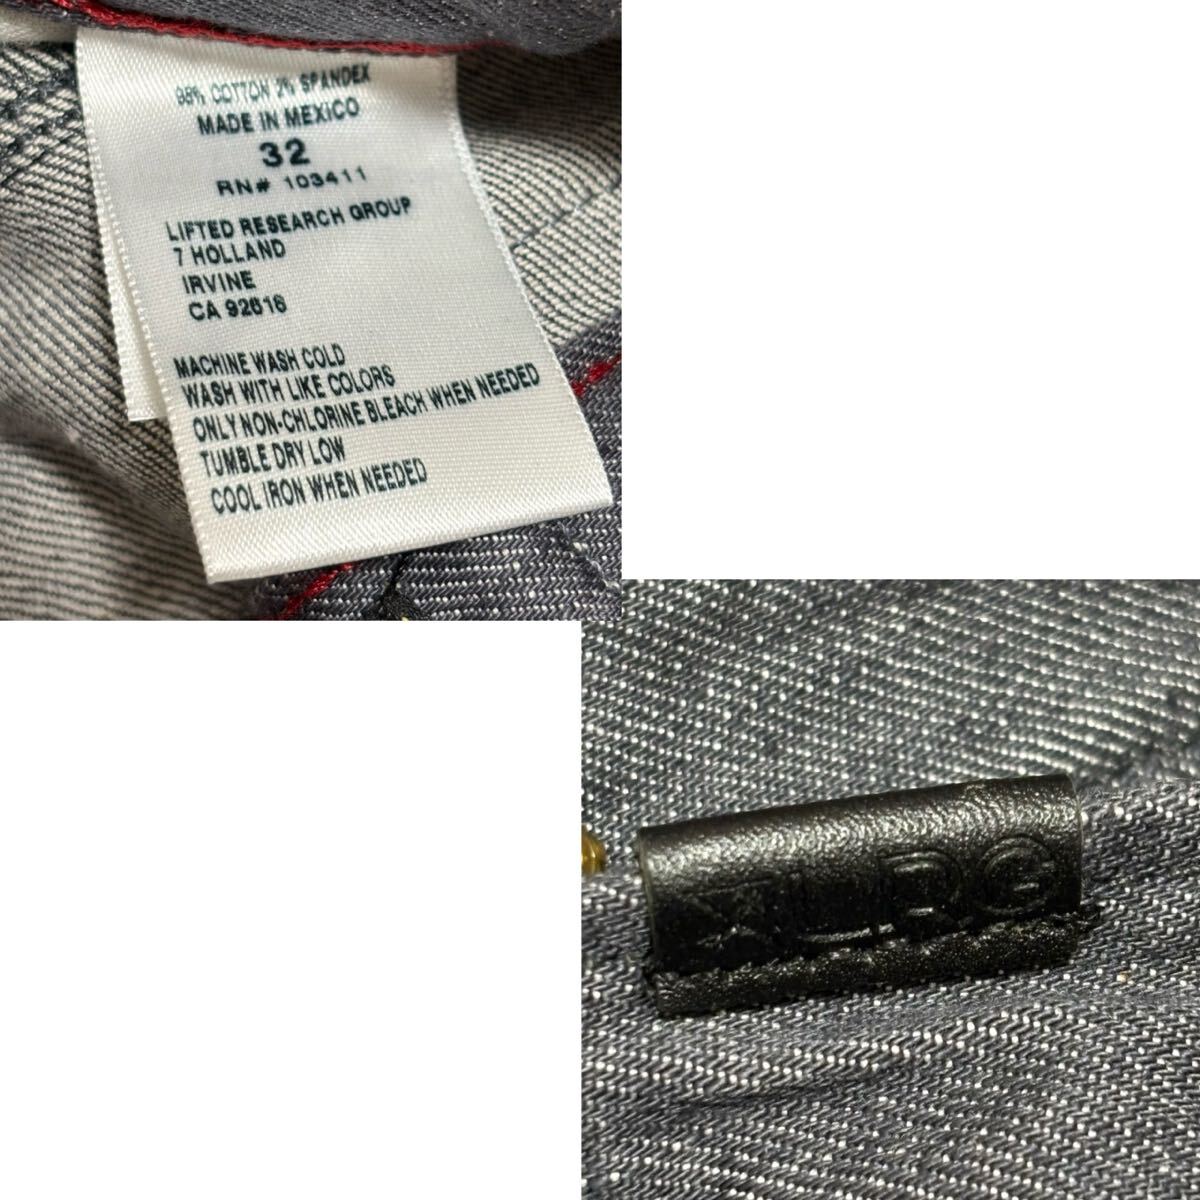 98% COTTON 2% SPANDEX
MADE IN MEXICO
32
RN# 103411
LIFTED RESEARCH GROUP
7 HOLLAND
IRVINE
CA 92618
MACHINE WASH COLD
WASH WITH LIKE COLORS
ONLY NON-CHLORINE BLEACH WHEN NEEDED
TUMBLE DRY LOW
COOL IRON WHEN NEEDED
LRG